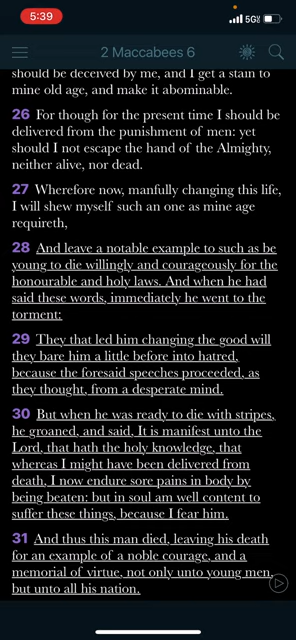 5:39
5G
2 Maccabees 6
should be deceived by me, and I get a stain to
mine old age, and make it abominable.
26 For though for the present time I should be
delivered from the punishment of men: yet
should I not escape the hand of the Almighty,
neither alive, nor dead.
27 Wherefore now, manfully changing this life,
I will shew myself such an one as mine age
requireth,
28 And leave a notable example to such as be
young to die willingly and courageously for the
honourable and holy laws. And when he had
said these words, immediately he went to the
torment:
29 They that led him changing the good will
they bare him a little before into hatred,
because the foresaid speeches proceeded, as
they thought, from a desperate mind.
30 But when he was ready to die with stripes,
he groaned, and said, It is manifest unto the
Lord, that hath the holy knowledge, that
whereas I might have been delivered from
death, I now endure sore pains in body by
being beaten: but in soul am well content to
suffer these things, because I fear him.
31 And thus this man died, leaving his death
for an example of a noble courage, and a
memorial of virtue, not only unto young men,
but unto all his nation.